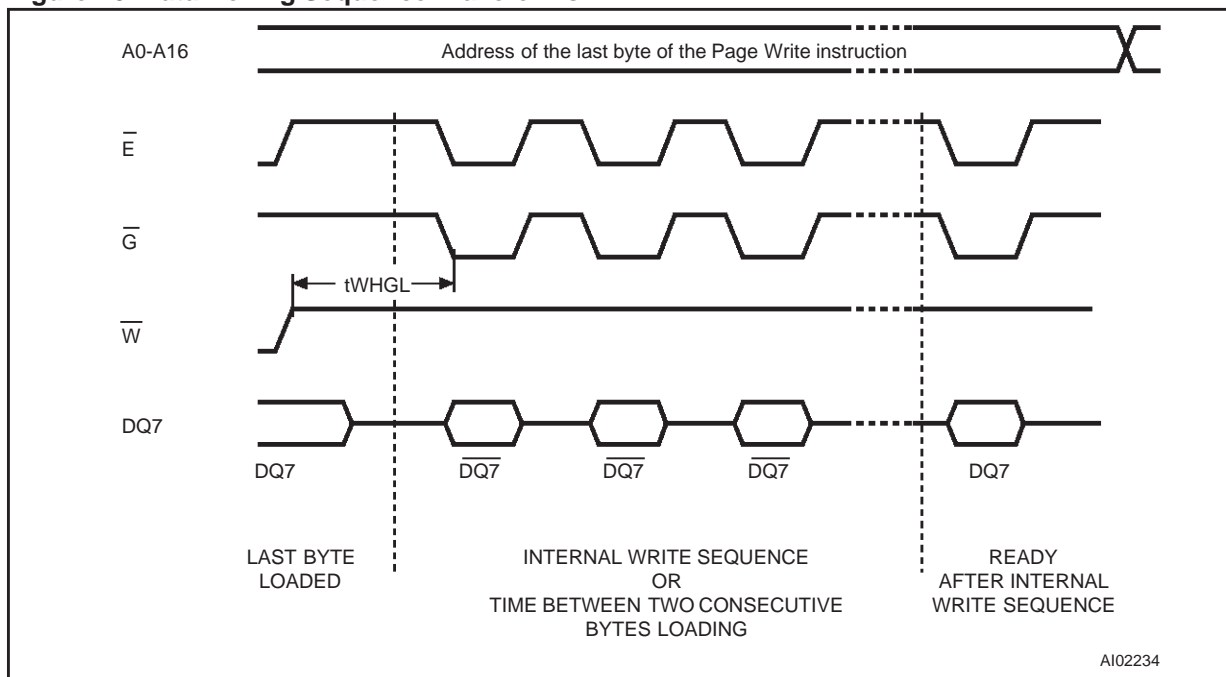 A0-A16
Address of the last byte of the Page Write instruction
E
G
tWHGL
W
DQ7
DQ7 DQ7 DQ7 DQ7 DQ7
LAST BYTE
LOADED
INTERNAL WRITE SEQUENCE
OR
TIME BETWEEN TWO CONSECUTIVE
BYTES LOADING
READY
AFTER INTERNAL
WRITE SEQUENCE
AI02234